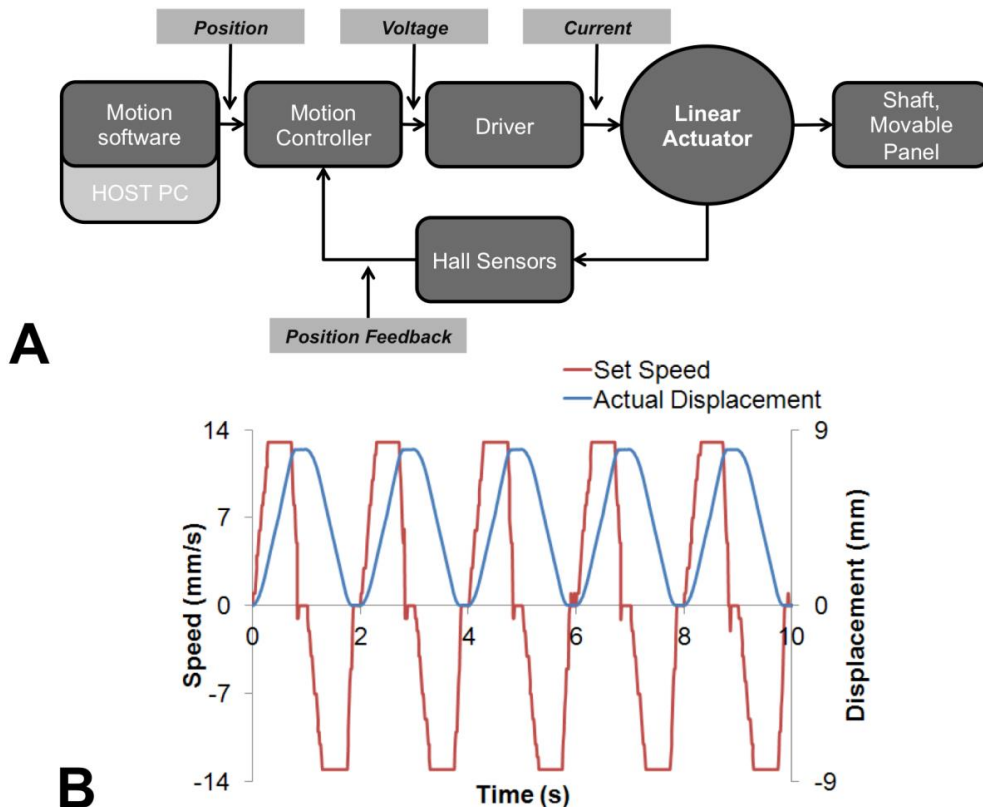 Position
Voltage
Current
Motion
software
HOST PC
Motion
Controller
Driver
Linear
Actuator
Shaft,
Movable
Panel
Hall Sensors
Position Feedback
A
Set Speed
Actual Displacement
14
7
0
-7
-14
Speed (mm/s)
0
2
4
6
8
10
Time (s)
9
0
-9
Displacement (mm)
B